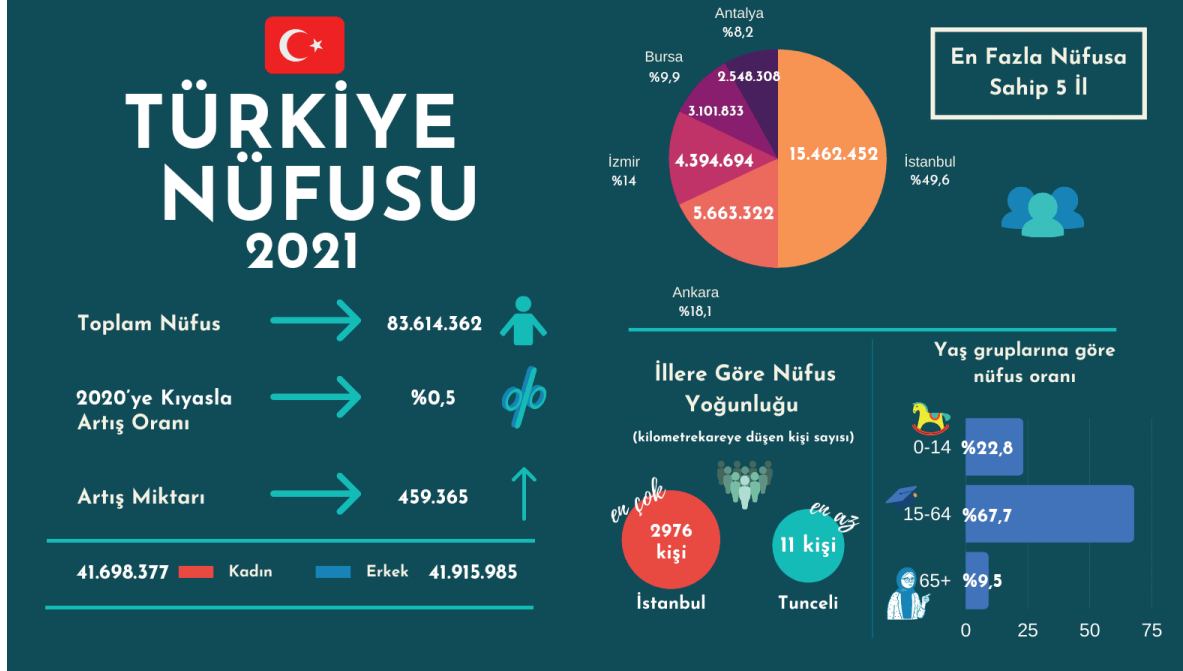 TÜRKİYE
NÜFUSU
2021
Toplam Nüfus
83.614.362
2020'ye Kıyasla
Artış Oranı
%0,5
Artış Miktarı
459.365
41.698.377 Kadın Erkek 41.915.985
En Fazla Nüfusa
Sahip 5 İl
Antalya
%8,2
Bursa
%9,9
2.548.308
3.101.833
İzmir
%14
4.394.694
15.462.452
İstanbul
%49,6
5.663.322
Ankara
%18,1
İllere Göre Nüfus
Yoğunluğu
(kilometrekareye düşen kişi sayısı)
en çok
2976
kişi
İstanbul
en az
11 kişi
Tunceli
Yaş gruplarına göre
nüfus oranı
0-14 %22,8
15-64 %67,7
65+ %9,5
0 25 50 75